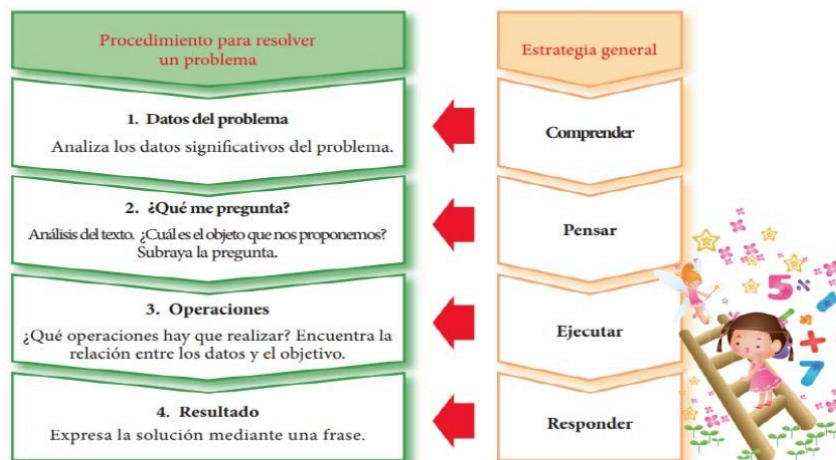 Procedimiento para resolver
un problema
Estrategia general
1. Datos del problema
Analiza los datos significativos del problema.
Comprender
2. ¿Qué me pregunta?
Análisis del texto. ¿Cuál es el objeto que nos proponemos?
Subraya la pregunta.
Pensar
3. Operaciones
¿Qué operaciones hay que realizar? Encuentra la
relación entre los datos y el objetivo.
Ejecutar
4. Resultado
Expresa la solución mediante una frase.
Responder
5 %
+
7